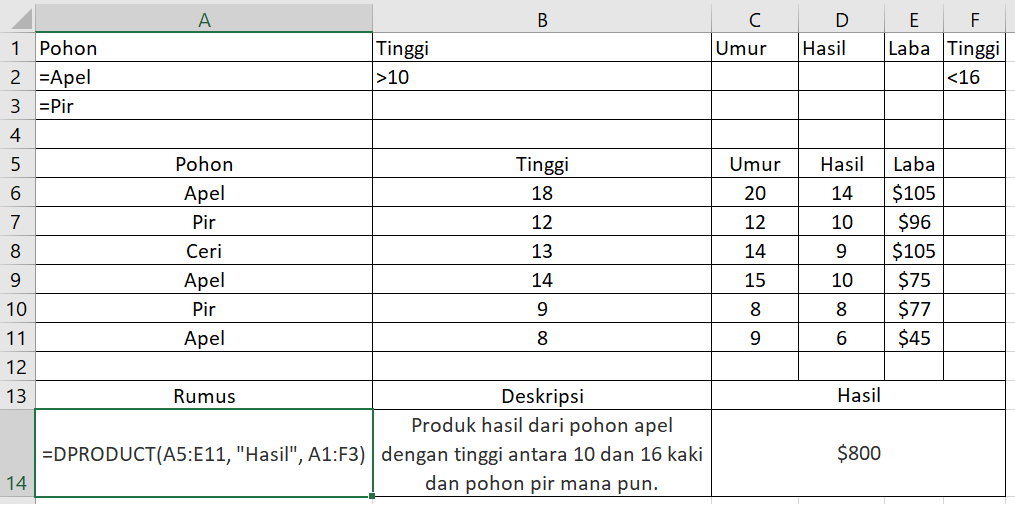 A B C D E F
1 Pohon Tinggi Umur Hasil Laba Tinggi
2 =Apel >10 <16
3 =Pir
4
5 Pohon Tinggi Umur Hasil Laba
6 Apel 18 20 14 $105
7 Pir 12 12 10 $96
8 Ceri 13 14 9 $105
9 Apel 14 15 10 $75
10 Pir 9 8 8 $77
11 Apel 8 9 6 $45
12
13 Rumus Deskripsi Hasil
Produk hasil dari pohon apel
=DPRODUCT(A5:E11, "Hasil", A1:F3) dengan tinggi antara 10 dan 16 kaki $800
14 dan pohon pir mana pun.